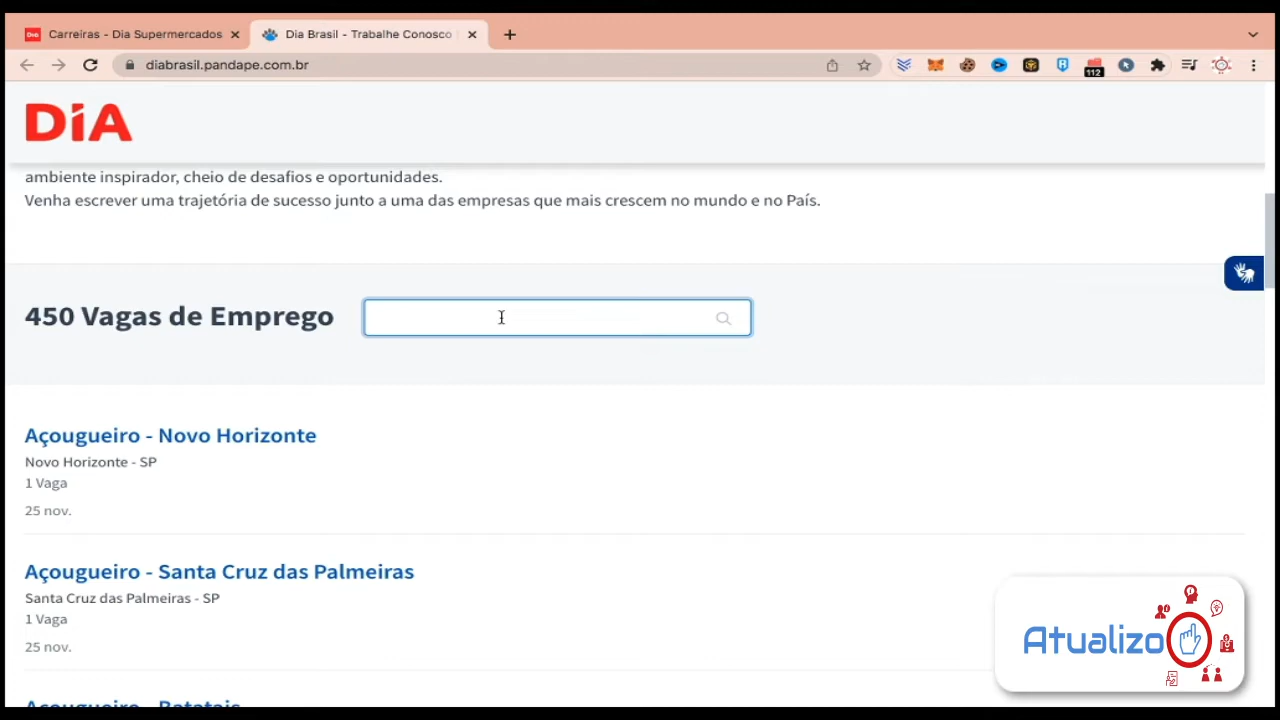 Carreiras - Dia Supermercados
Dia Brasil - Trabalhe Conosco
diabrasil.pandape.com.br
112
DiA
ambiente inspirador, cheio de desafios e oportunidades.
Venha escrever uma trajetória de sucesso junto a uma das empresas que mais crescem no mundo e no País.
450 Vagas de Emprego
Açougueiro - Novo Horizonte
Novo Horizonte - SP
1 Vaga
25 nov.
Açougueiro - Santa Cruz das Palmeiras
Santa Cruz das Palmeiras - SP
1 Vaga
25 nov.
Atualizo
Açougueiro - Batatais